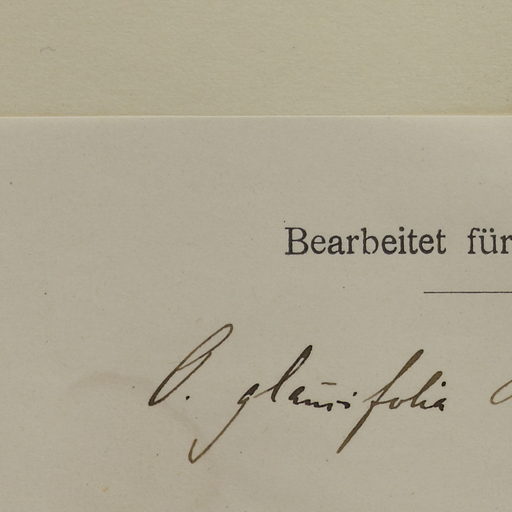 Bearbeitet für
O. glaucifolia